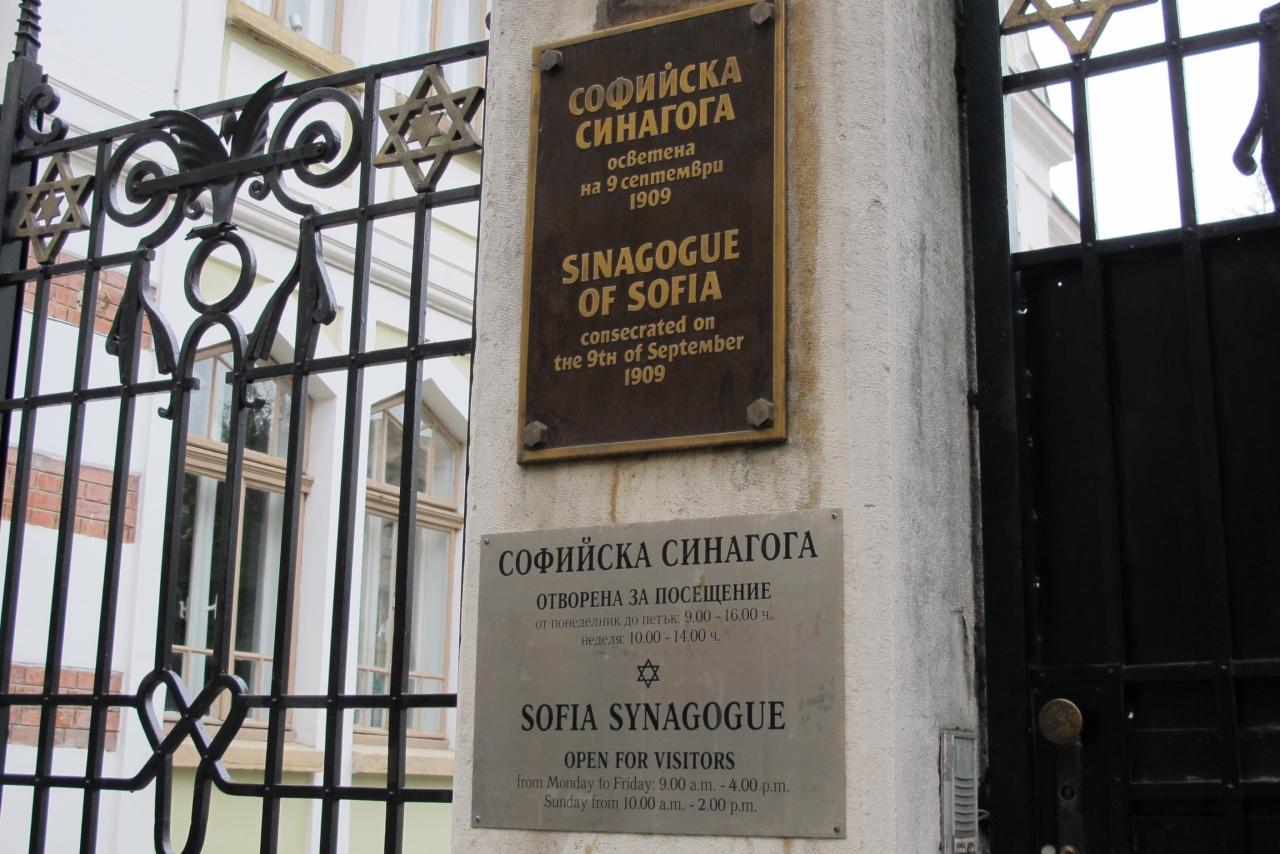 СОФИЙСКА
СИНАГОГА
осветена
на 9 септември
1909
SINAGOGUE
OF SOFIA
consecrated on
тне 9тн of September
1909
СОФИЙСКА СИНАГОГА
ОТВОРЕНА ЗА ПОСЕЩЕНИЕ
от понеделник до петък: 9.00 - 16.00 ч.
неделя: 10.00 - 14.00 ч.
SOFIA SYNAGOGUE
OPEN FOR VISITORS
from Monday to Friday: 9.00 a.m. - 4.00 p.m.
Sunday from 10.00 a.m. - 2.00 p.m.